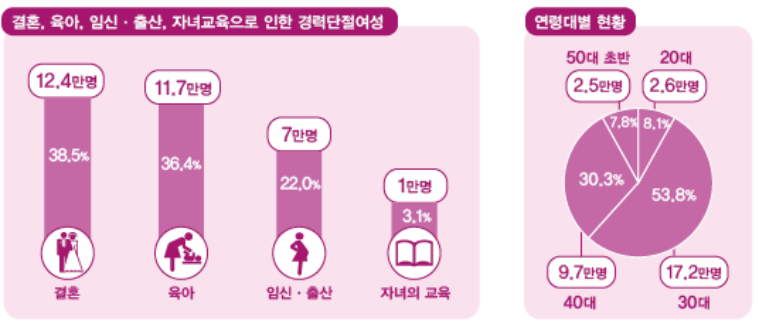 결혼, 육아, 임신 · 출산, 자녀교육으로 인한 경력단절여성
12.4만명
11.7만명
7만명
1만명
38.5%
36.4%
22.0%
3.1%
결혼
육아
임신 · 출산
자녀의 교육
연령대별 현황
50대 초반
20대
2.5만명
2.6만명
7.8%
8.1%
30.3%
53.8%
9.7만명
17.2만명
40대
30대